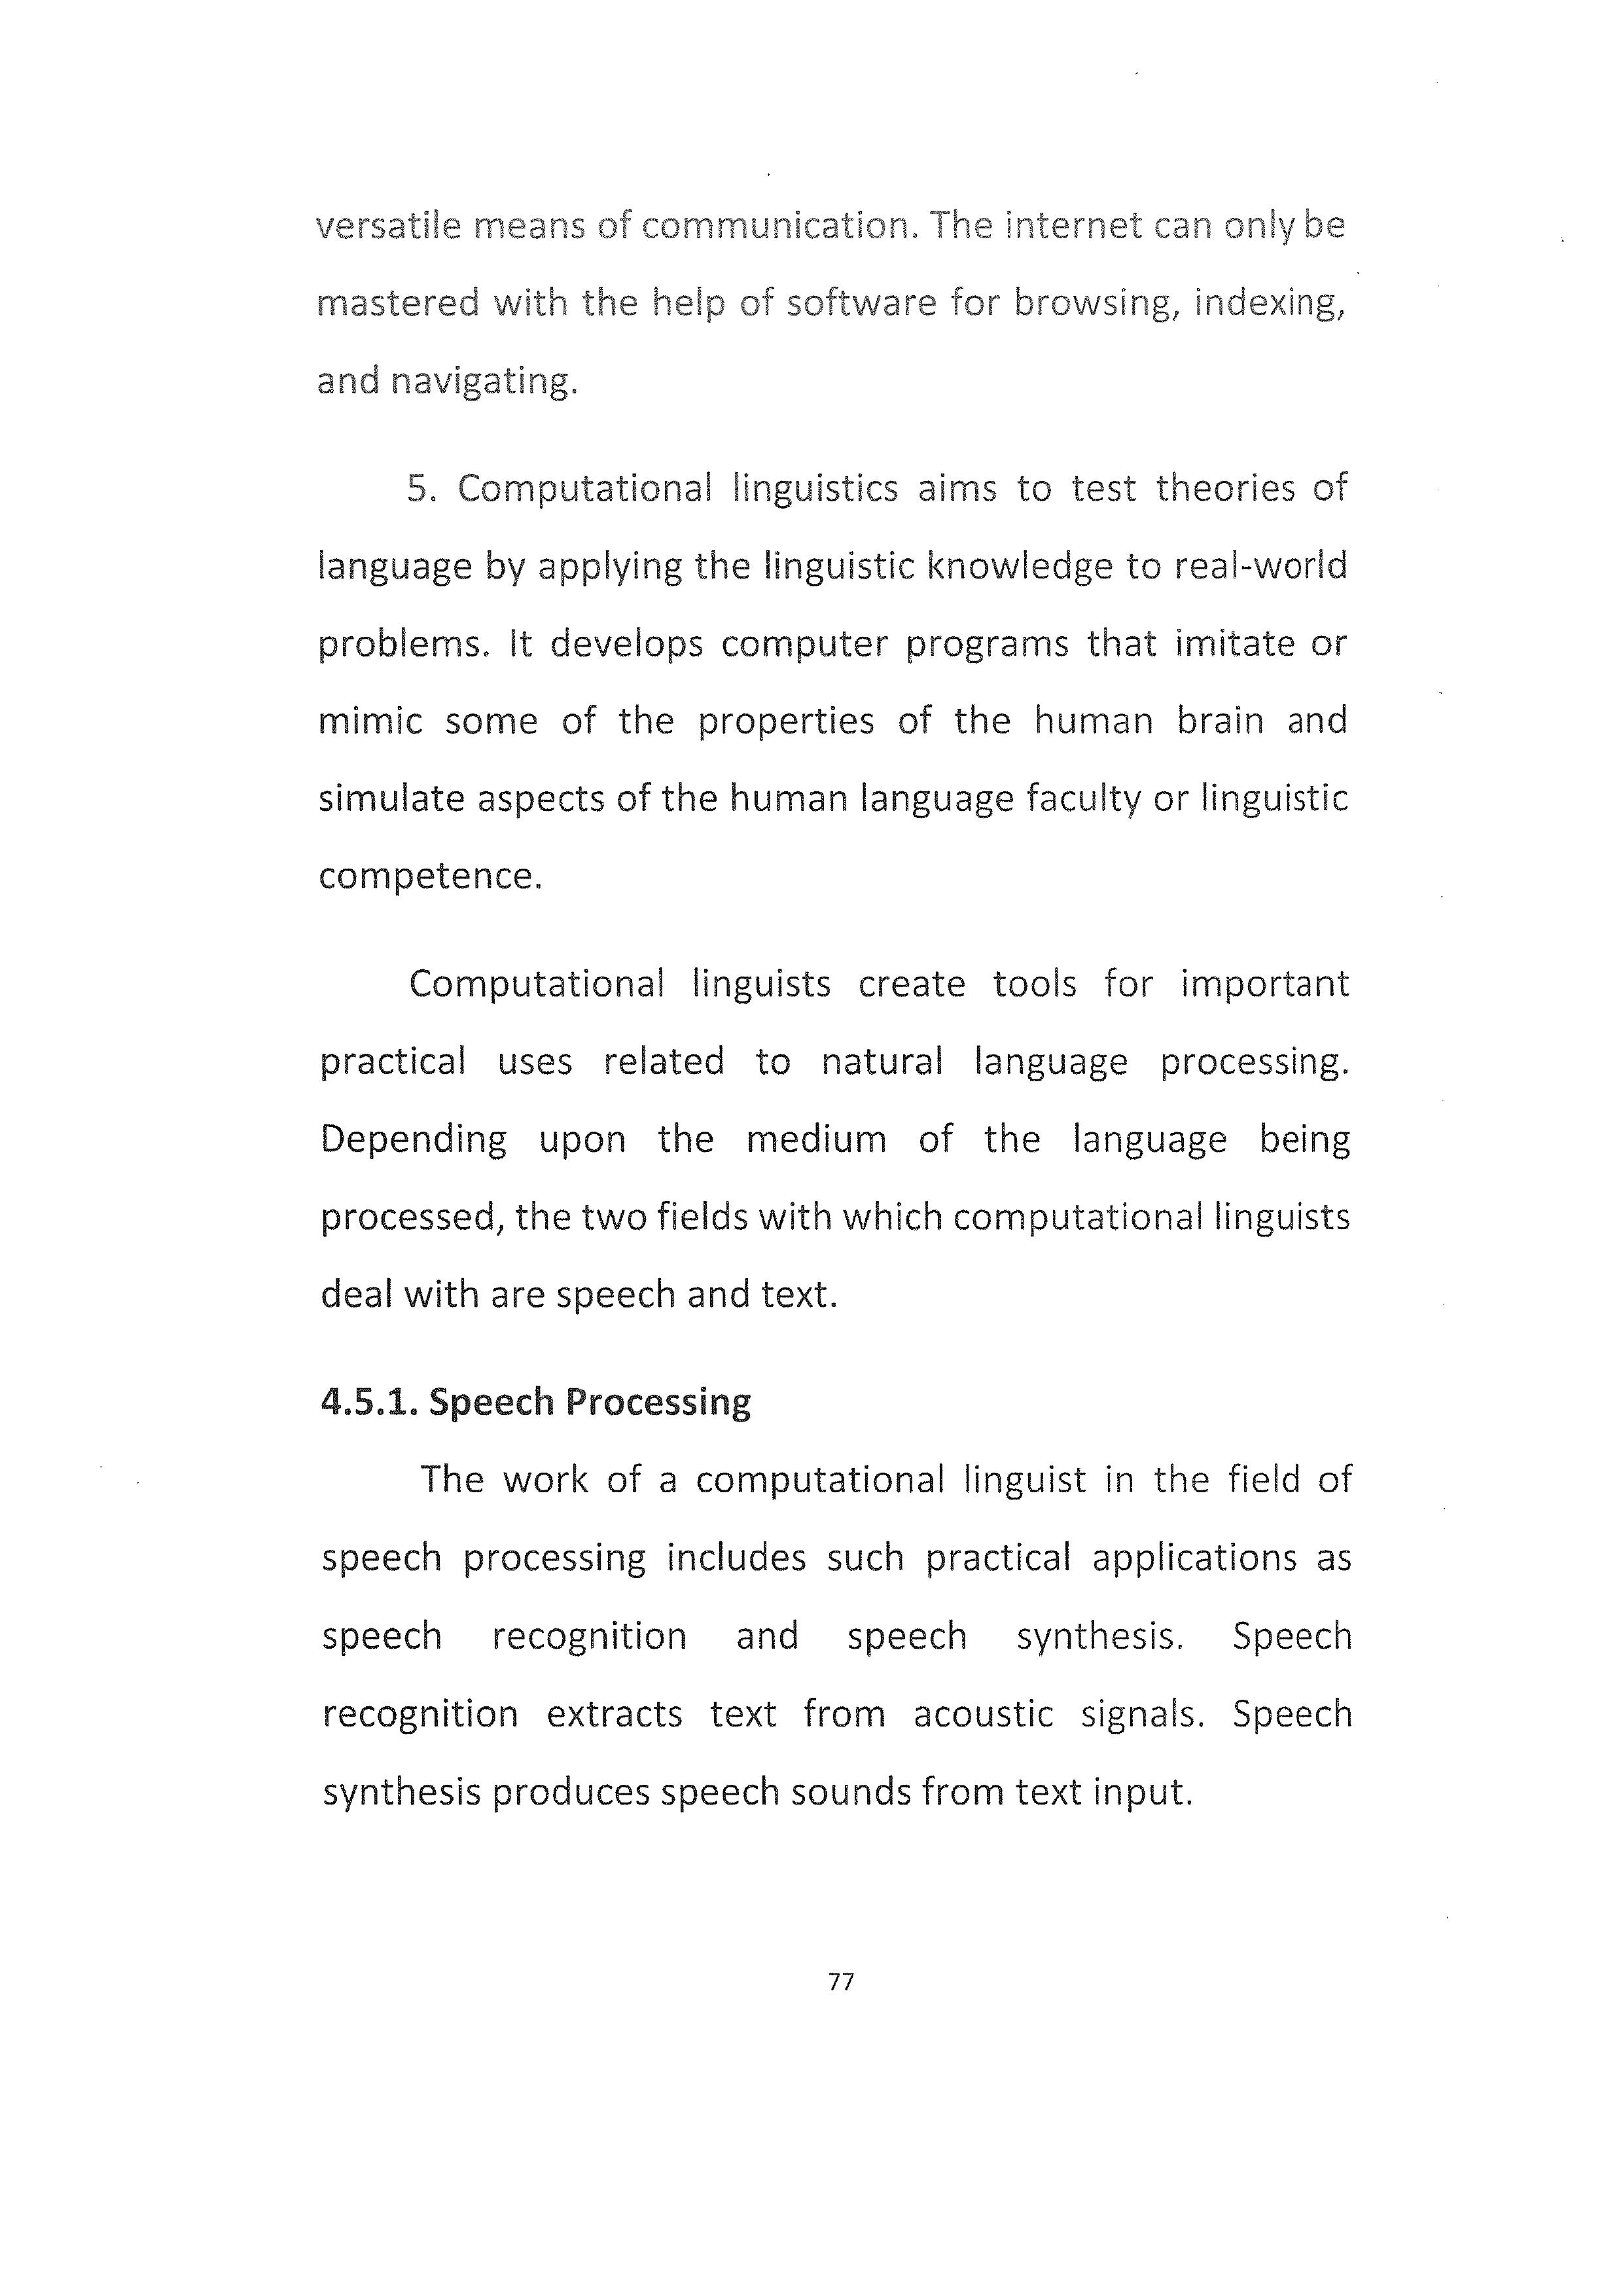 versatile means of communication. The internet can only be
mastered with the help of software for browsing, indexing,
and navigating.
5. Computational linguistics aims to test theories of
language by applying the linguistic knowledge to real-world
problems. It develops computer programs that imitate or
mimic some of the properties of the human brain and
simulate aspects of the human language faculty or linguistic
competence.
Computational linguists create tools for important
practical uses related to natural language processing.
Depending upon the medium of the language being
processed, the two fields with which computational linguists
deal with are speech and text.
4.5.1. Speech Processing
The work of a computational linguist in the field of
speech processing includes such practical applications as
speech recognition and speech synthesis. Speech
recognition extracts text from acoustic signals. Speech
synthesis produces speech sounds from text input.
77